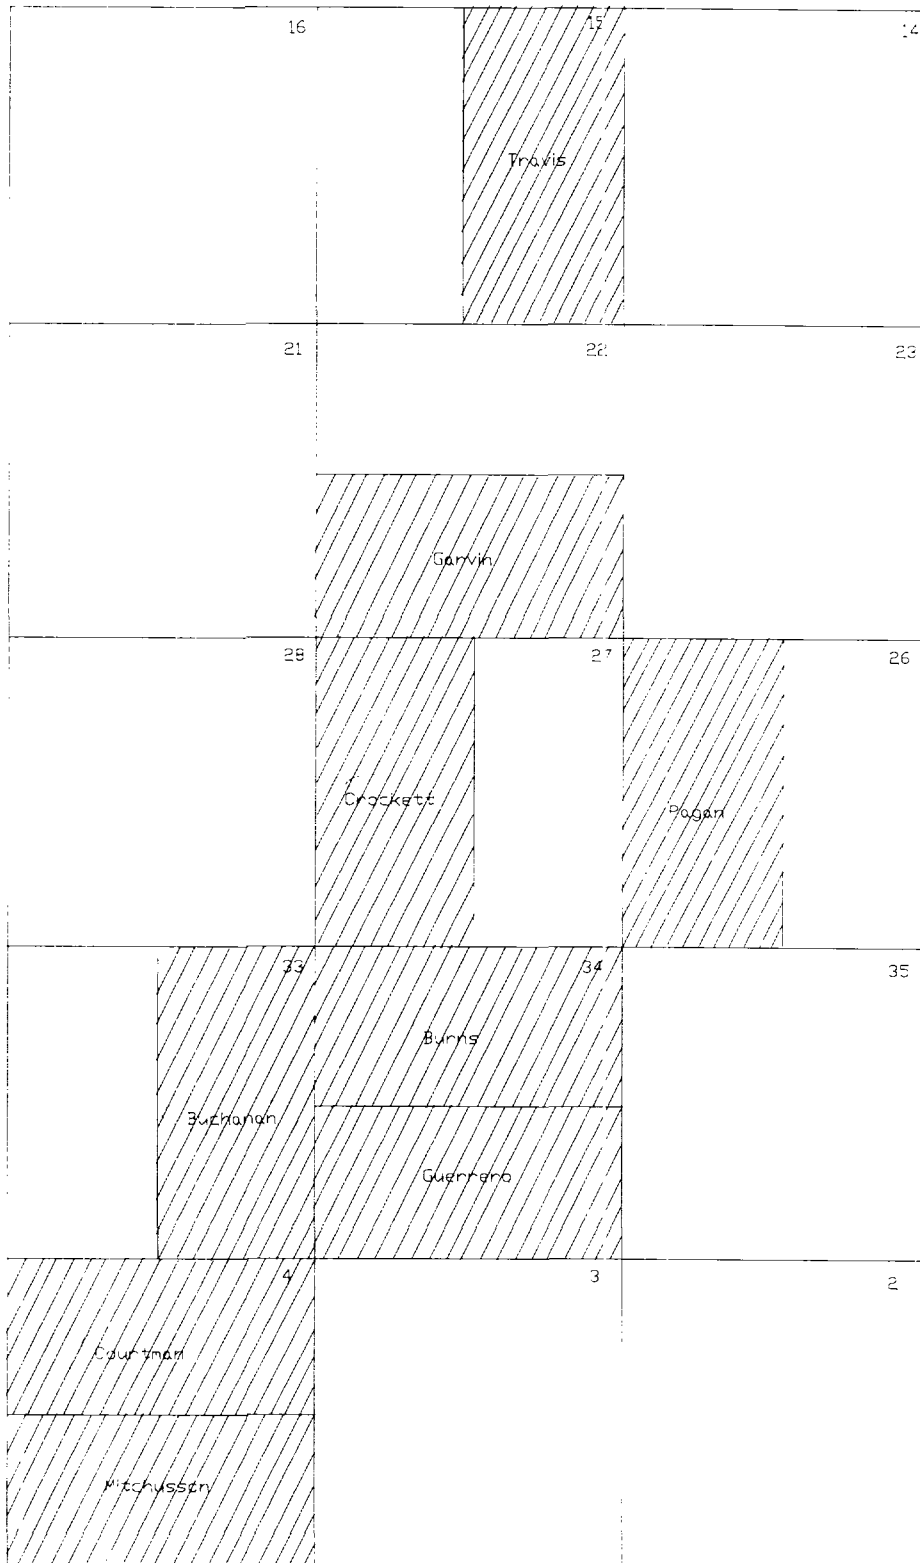 16 15 14
Travis
21 22 23
Garvin
28 27 26
Crockett
Pagan
33 34 35
Burns
Buchanan
Guerrero
4 3 2
Courtman
Mitchusson